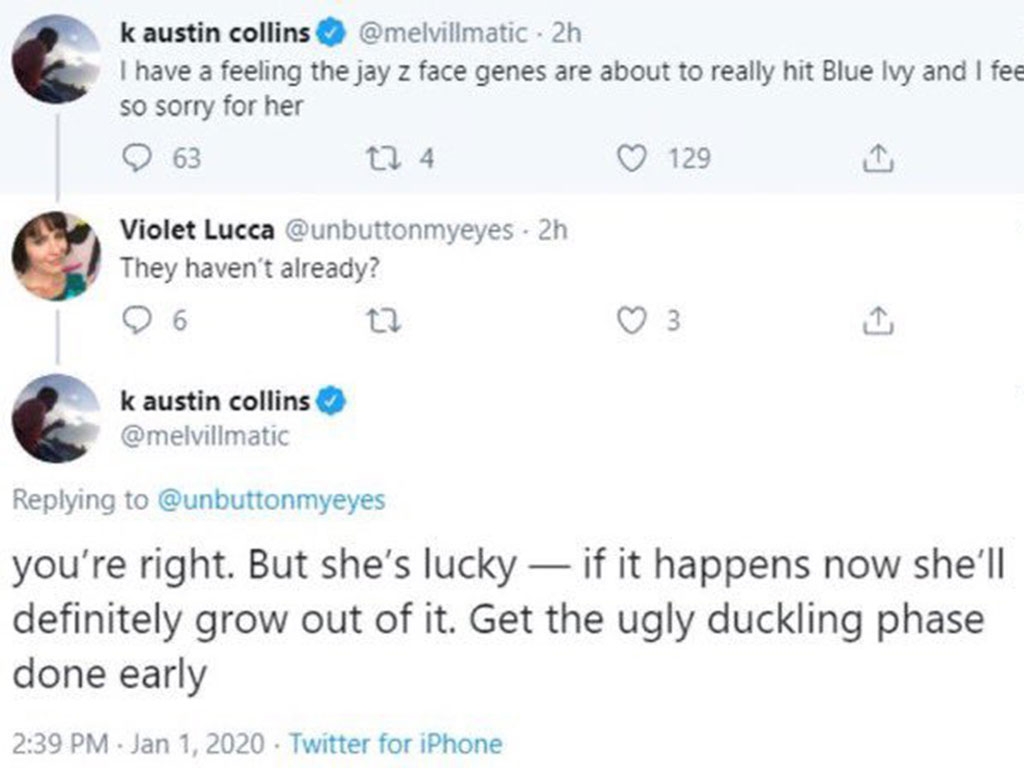 k austin collins @melvillmatic · 2h
I have a feeling the jay z face genes are about to really hit Blue Ivy and I fee
so sorry for her
63 4 129
Violet Lucca @unbuttonmyeyes · 2h
They haven't already?
6 3
k austin collins
@melvillmatic
Replying to @unbuttonmyeyes
you're right. But she's lucky — if it happens now she'll
definitely grow out of it. Get the ugly duckling phase
done early
2:39 PM · Jan 1, 2020 · Twitter for iPhone